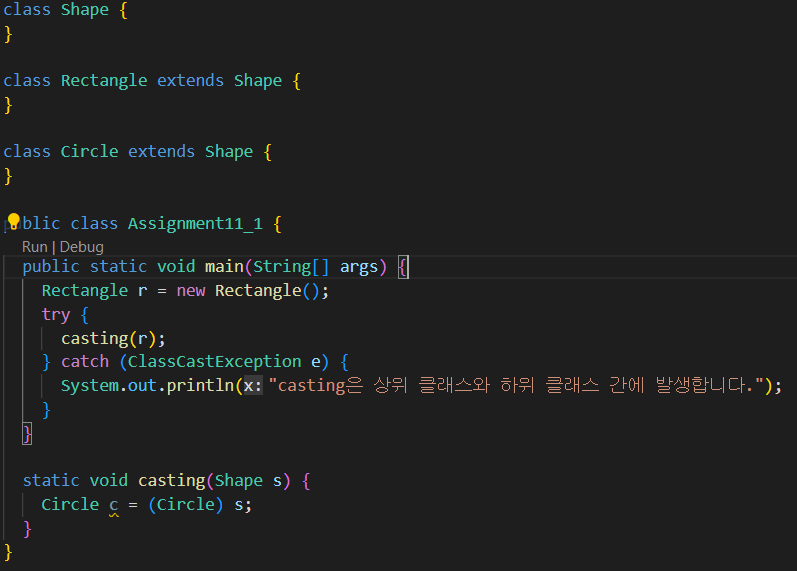 class Shape {
}
class Rectangle extends Shape {
}
class Circle extends Shape {
}
public class Assignment11_1 {
Run | Debug
public static void main(String[] args) {
Rectangle r = new Rectangle();
try {
casting(r);
} catch (ClassCastException e) {
System.out.println(x: "casting은 상위 클래스와 하위 클래스 간에 발생합니다.");
}
}
static void casting(Shape s) {
Circle c = (Circle) s;
}
}